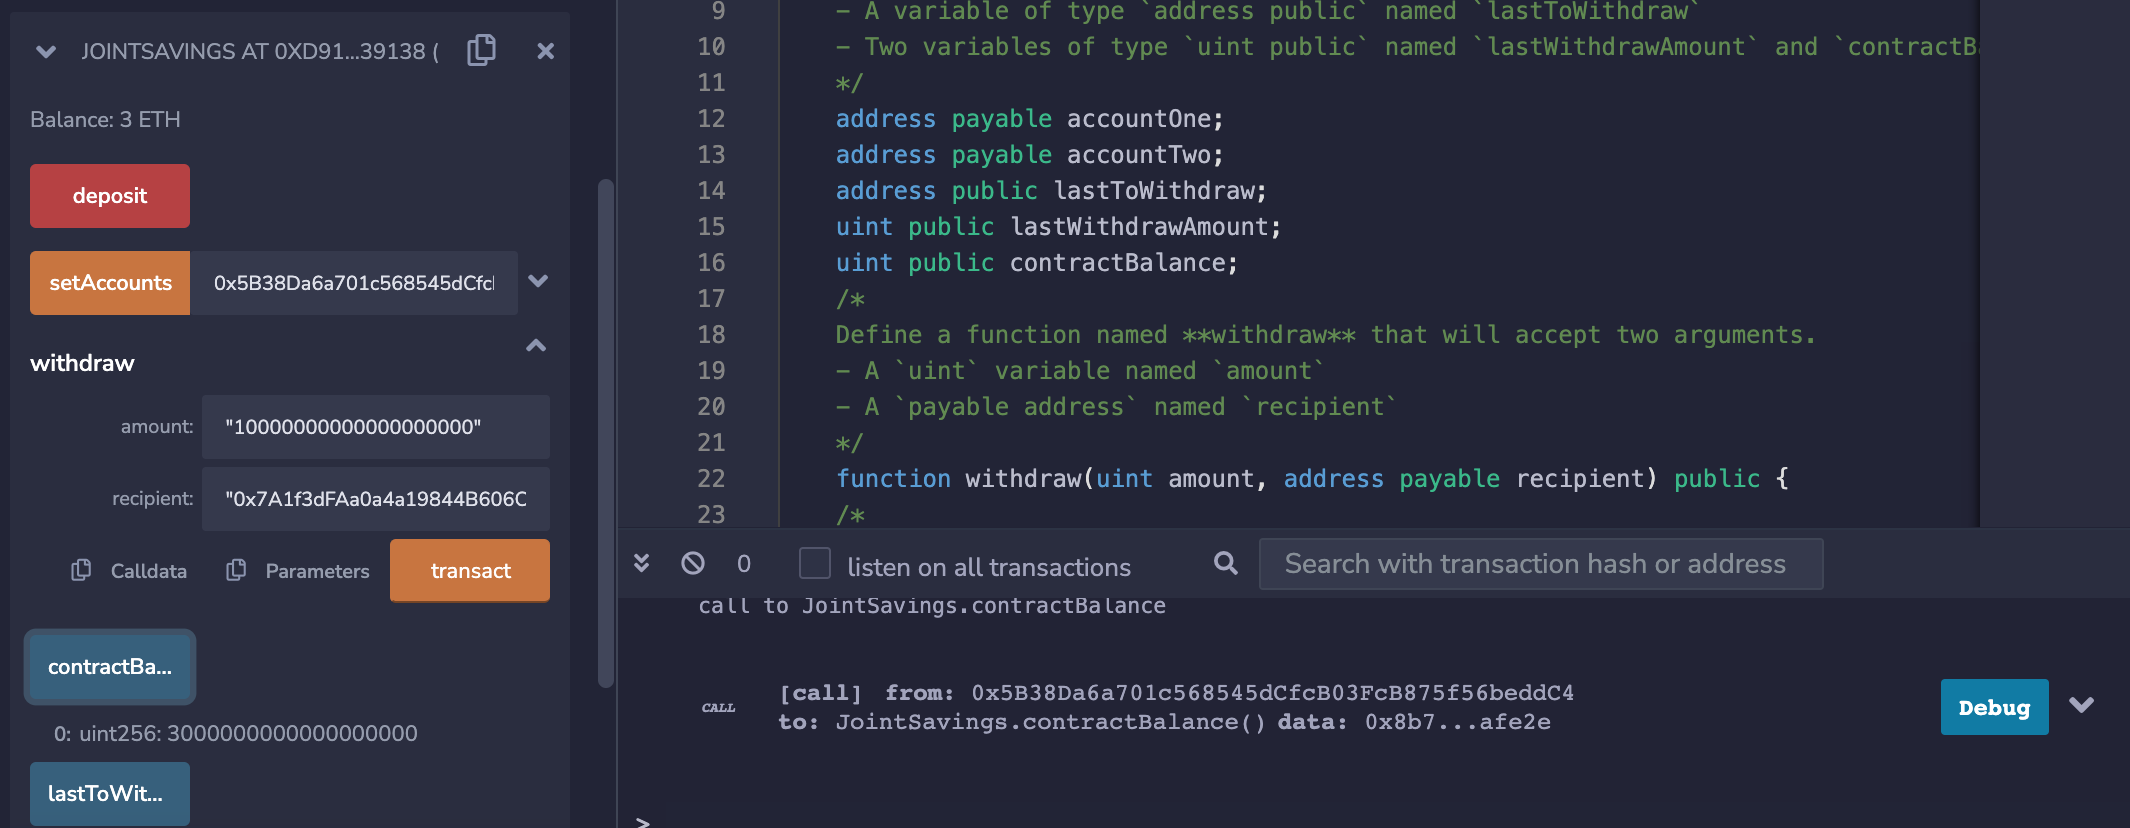 JOINTSAVINGS AT 0XD91...39138 (
Balance: 3 ETH
deposit
setAccounts 0x5B38Da6a701c568545dCfcl
withdraw
amount: "10000000000000000000"
recipient: "0x7A1f3dFAa0a4a19844B606C
Calldata Parameters transact
contractBa...
0: uint256: 3000000000000000000
lastToWit...
9 - A variable of type `address public` named `lastToWithdraw`
10 - Two variables of type `uint public` named `lastWithdrawAmount` and `contractBa
11 */
12 address payable accountOne;
13 address payable accountTwo;
14 address public lastToWithdraw;
15 uint public lastWithdrawAmount;
16 uint public contractBalance;
17 /*
18 Define a function named **withdraw** that will accept two arguments.
19 - A `uint` variable named `amount`
20 - A `payable address` named `recipient`
21 */
22 function withdraw(uint amount, address payable recipient) public {
23 /*
0 listen on all transactions Search with transaction hash or address
call to JointSavings.contractBalance
CALL [call] from: 0x5B38Da6a701c568545dCfcB03FcB875f56beddC4
to: JointSavings.contractBalance() data: 0x8b7...afe2e
Debug
>